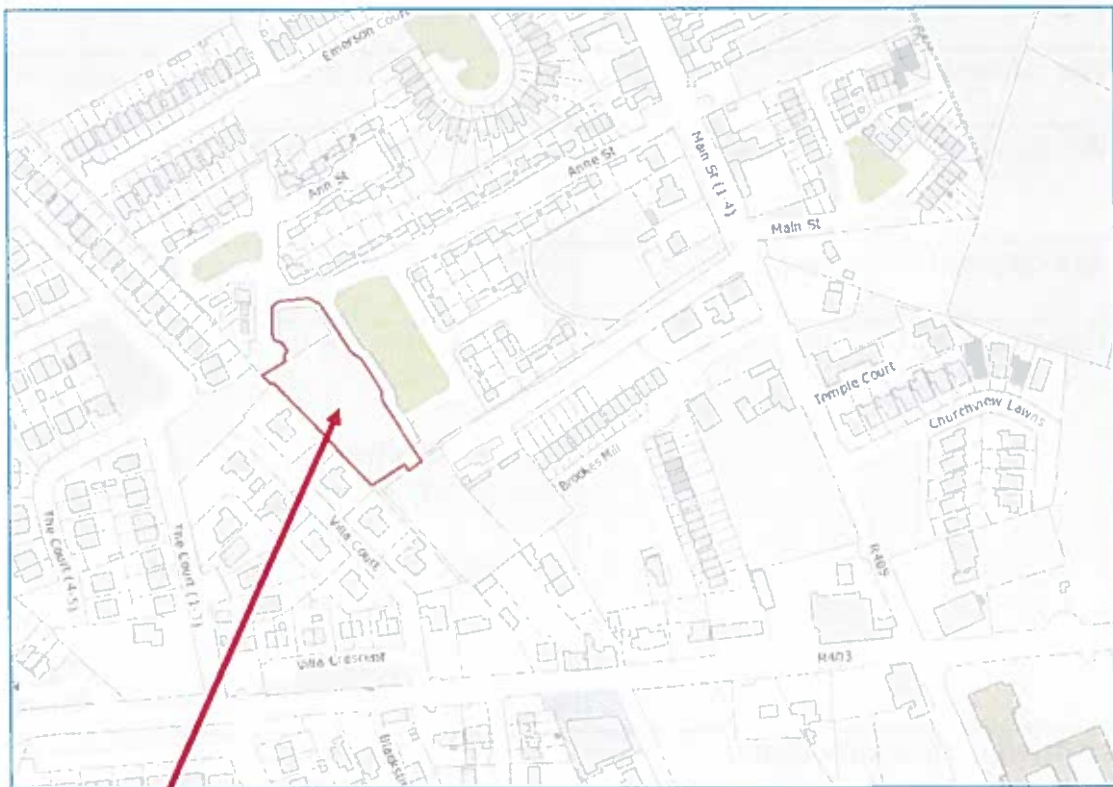 Emerson Court
Ann St
Anne St
Main St (1-4)
Main St
Temple Court
Churchview Lawns
Brookes Mill
The Court (4-5)
The Court (1-3)
Villa Court
Villa Crescent
R409
R403